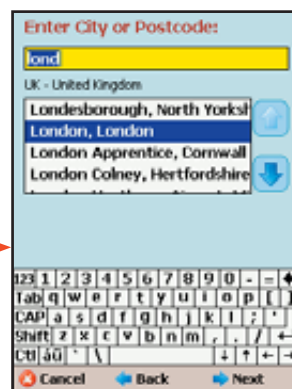 Enter City or Postcode:
lond
UK - United Kingdom
Londesborough, North Yorksh
London, London
London Apprentice, Cornwall
London Colney, Hertfordshire
123 1 2 3 4 5 6 7 8 9 0 - =
Tab q w e r t y u i o p [ ]
CAP a s d f g h j k l ; '
Shift z x c v b n m , . / ←
Ctl áü ` \ ↓ ↑ ← →
Cancel Back Next